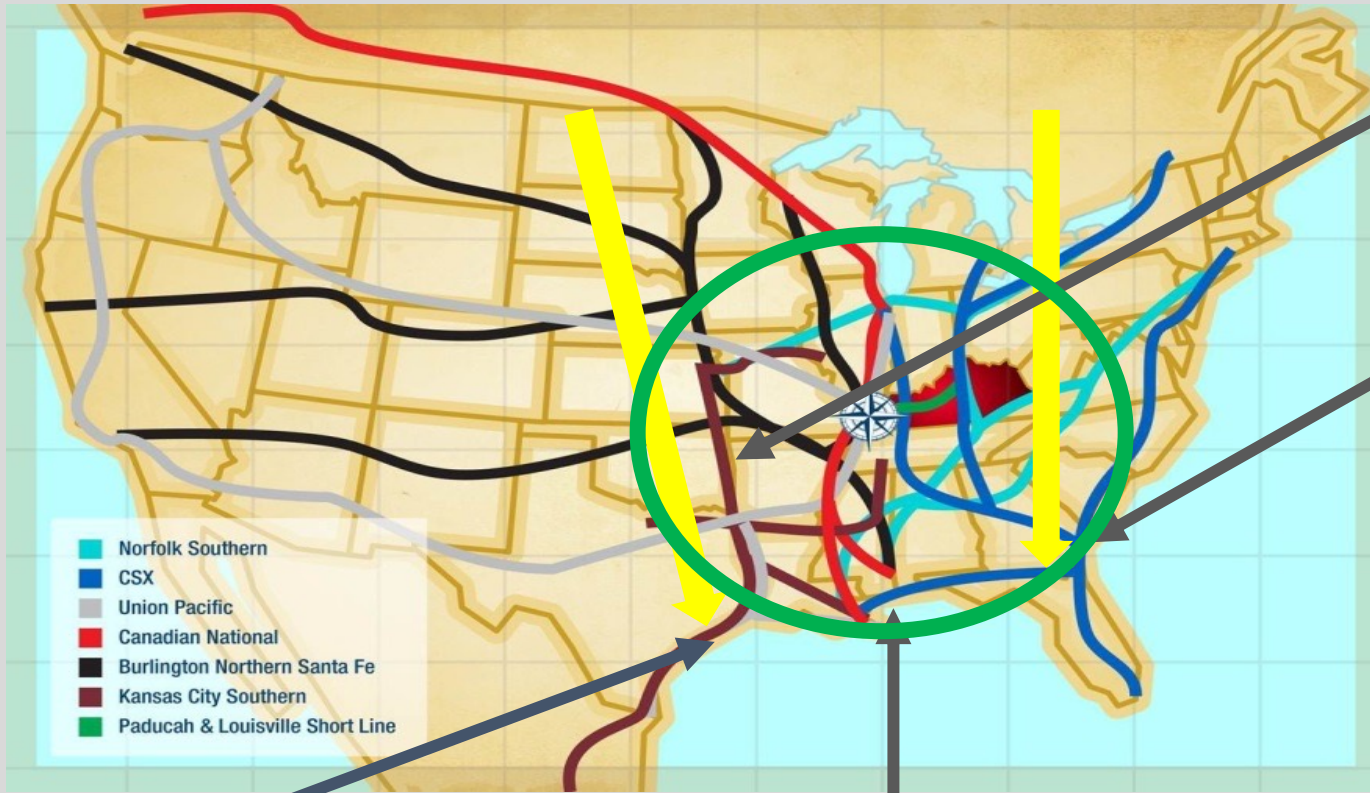 Norfolk Southern
CSX
Union Pacific
Canadian National
Burlington Northern Santa Fe
Kansas City Southern
Paducah & Louisville Short Line